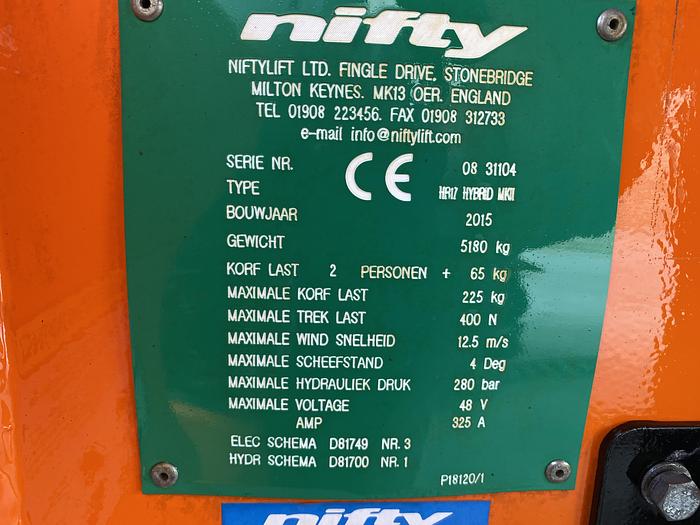 nifty
NIFTYLIFT LTD. FINGLE DRIVE, STONEBRIDGE
MILTON KEYNES. MK13 OER. ENGLAND
TEL 01908 223456. FAX 01908 312733
e-mail info@niftylift.com
SERIE NR. CE 08 31104
TYPE HR17 HYBRID MKII
BOUWJAAR 2015
GEWICHT 5180 kg
KORF LAST 2 PERSONEN + 65 kg
MAXIMALE KORF LAST 225 kg
MAXIMALE TREK LAST 400 N
MAXIMALE WIND SNELHEID 12.5 m/s
MAXIMALE SCHEEFSTAND 4 Deg
MAXIMALE HYDRAULIEK DRUK 280 bar
MAXIMALE VOLTAGE 48 V
AMP 325 A
ELEC SCHEMA D81749 NR. 3
HYDR SCHEMA D81700 NR. 1
P18120/1
nifty